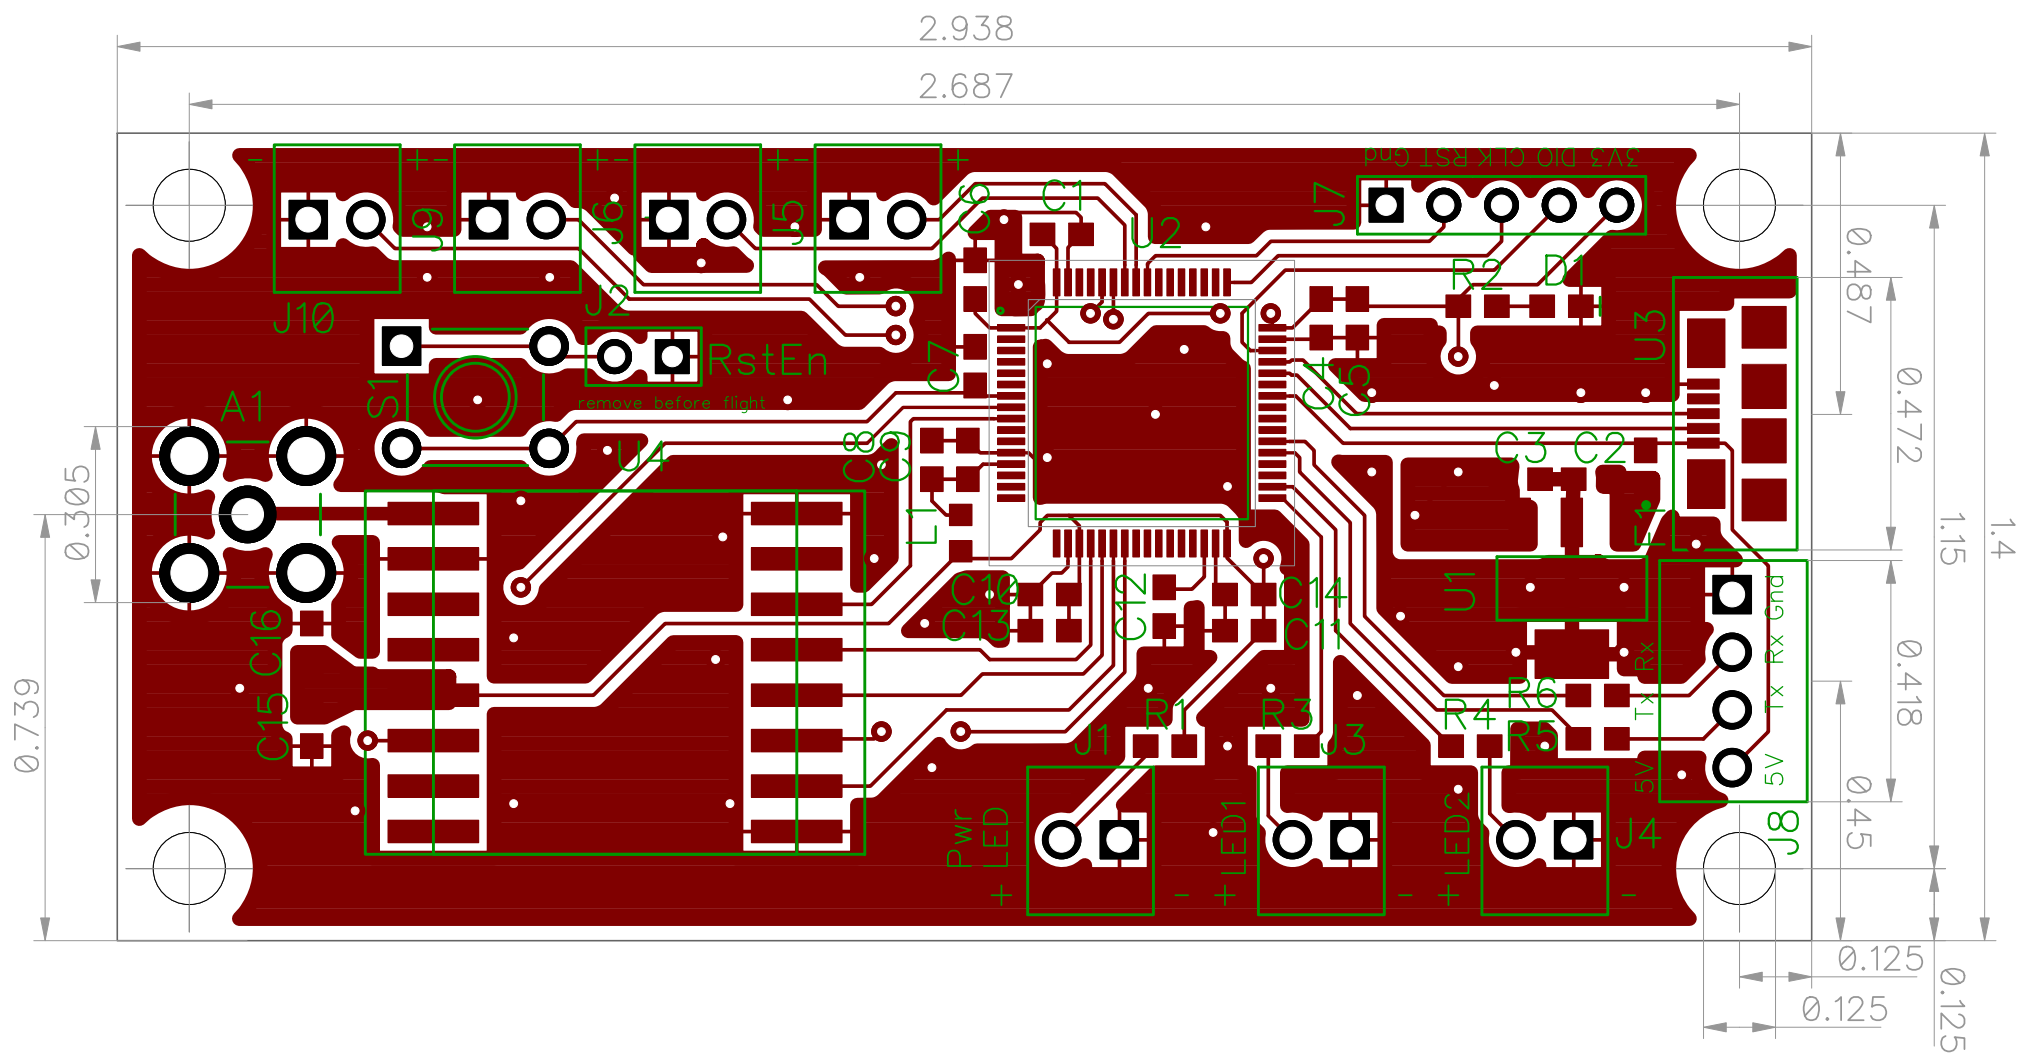 2.938
2.687
- + - + - + - +
Gnd RST CLK DIO 3V3
J9
J6
J5
C6
C1
U2
J7
J10
J2
R2
D1
0.487
1.4
RstEn
C7
U3
S1
remove before flight
A1
C4
C5
0.472
U4
C8
C9
C3
C2
0.305
L1
E1
1.15
C10
C12
C14
U1
Gnd
C13
C11
C16
Rx
Rx
0.418
R6
0.739
C15
Tx
Tx
J1
R1
R3
J3
R4
R5
5V
5V
0.45
Pwr
LED
LED1
LED2
J4
J8
+ - + - + -
0.125
0.125
0.125